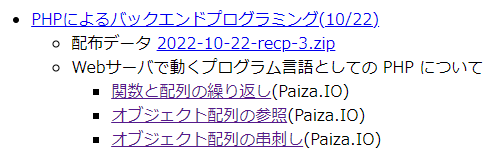 PHPによるバックエンドプログラミング(10/22)
配布データ 2022-10-22-recp-3.zip
Webサーバで動くプログラム言語としての PHP について
関数と配列の繰り返し(Paiza.IO)
オブジェクト配列の参照(Paiza.IO)
オブジェクト配列の串刺し(Paiza.IO)